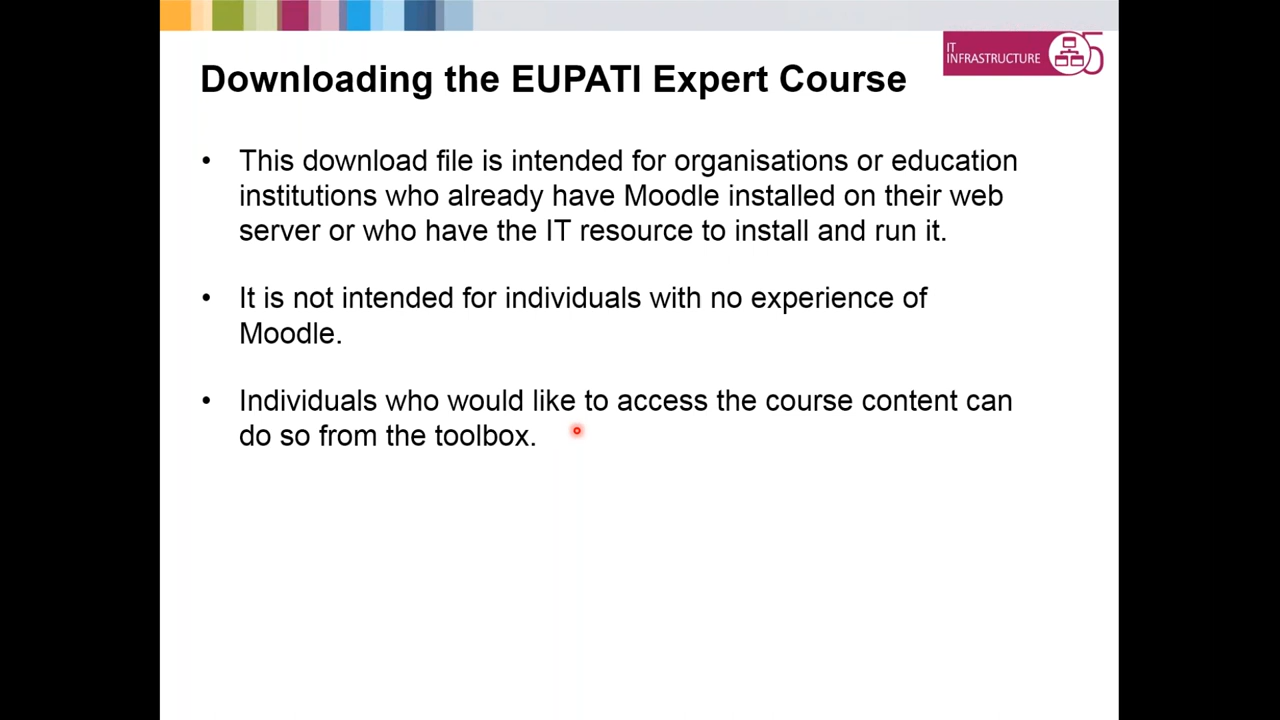 IT
INFRASTRUCTURE 5
Downloading the EUPATI Expert Course
• This download file is intended for organisations or education
institutions who already have Moodle installed on their web
server or who have the IT resource to install and run it.
• It is not intended for individuals with no experience of
Moodle.
• Individuals who would like to access the course content can
do so from the toolbox.